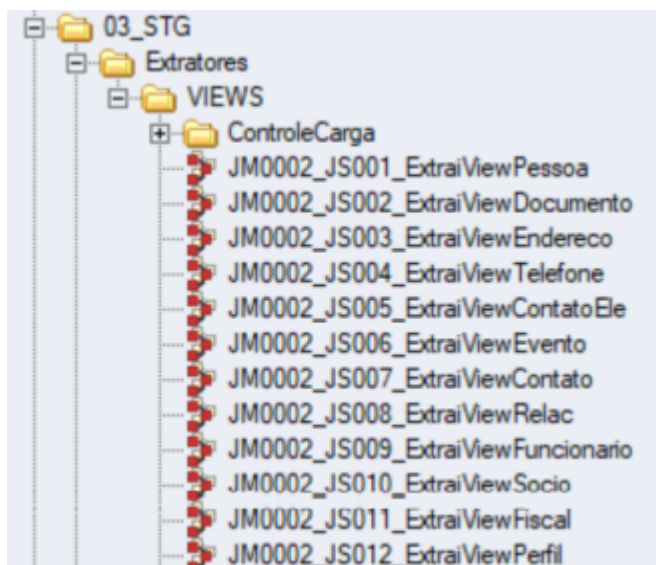 03_STG
Extratores
VIEWS
ControleCarga
JM0002_JS001_ExtraiViewPessoa
JM0002_JS002_ExtraiViewDocumento
JM0002_JS003_ExtraiViewEndereco
JM0002_JS004_ExtraiViewTelefone
JM0002_JS005_ExtraiViewContatoEle
JM0002_JS006_ExtraiViewEvento
JM0002_JS007_ExtraiViewContato
JM0002_JS008_ExtraiViewRelac
JM0002_JS009_ExtraiViewFuncionario
JM0002_JS010_ExtraiViewSocio
JM0002_JS011_ExtraiViewFiscal
JM0002_JS012_ExtraiViewPerfil